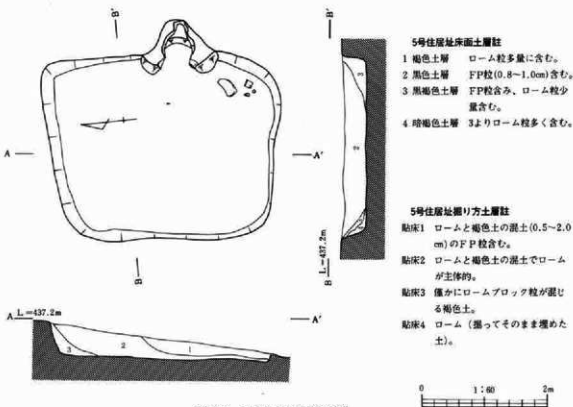 B'
B'
5号住居址床面土層註
1 褐色土層 ローム粒多量に含む。
2 黒色土層 FP粒(0.8~1.0cm)含む。
3 黒褐色土層 FP粒含み、ローム粒少
量含む。
4 暗褐色土層 3よりローム粒多く含む。
3
2
A
A'
5号住居址掘り方土層註
貼床1 ロームと褐色土の混土(0.5~2.0
cm)のFP粒含む。
貼床2 ロームと褐色土の混土でローム
が主体的。
貼床3 僅かにロームブロック粒が混じ
る褐色土。
貼床4 ローム(掘ってそのまま埋めた
土)。
B
B L=437.2m
A L=437.2m
A'
3
2
1
0 1:60 2m